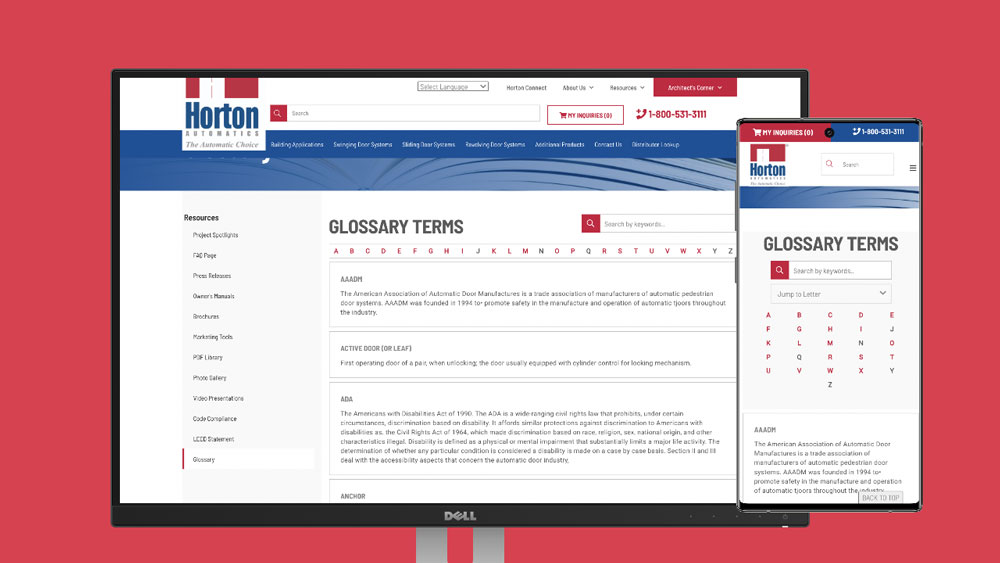 Select Language
Horton Connect
About Us
Resources
Architect's Corner
Horton
AUTOMATICS
The Automatic Choice
Search
MY INQUIRIES (0)
1-800-531-3111
Building Applications
Swinging Door Systems
Sliding Door Systems
Revolving Door Systems
Additional Products
Contact Us
Distributor Lookup
Resources
Project Spotlights
FAQ Page
Press Releases
Owner's Manuals
Brochures
Marketing Tools
PDF Library
Photo Gallery
Video Presentations
Code Compliance
LEED Statement
Glossary
GLOSSARY TERMS
Search by keywords...
A B C D E F G H I J K L M N O P Q R S T U V W X Y Z
AAADM
The American Association of Automatic Door Manufactures is a trade association of manufacturers of automatic pedestrian
door systems. AAADM was founded in 1994 to- promote safety in the manufacture and operation of automatic tjoors throughout
the industry.
ACTIVE DOOR (OR LEAF)
First operating door of a pair, when unlocking; the door usually equipped with cylinder control for locking mechanism.
ADA
The Americans with Disabilities Act of 1990. The ADA is a wide-ranging civil rights law that prohibits, under certain
circumstances, discrimination based on disability. It affords similar protections against discrimination to Americans with
disabilities as, the Civil Rights Act of 1964, which made discrimination based on race, religion, sex, national origin, and other
characteristics illegal. Disability is defined as a physical or mental impairment that substantially limits a major life activity. The
determination of whether any particular condition is considered a disability is made on a case by case basis. Section II and III
deal with the accessibility aspects that concern the automatic door industry.
ANCHOR
DELL
MY INQUIRIES (0)
1-800-531-3111
Horton
AUTOMATICS
The Automatic Choice
Search
GLOSSARY TERMS
Search by keywords...
Jump to Letter
A B C D E
F G H I J
K L M N O
P Q R S T
U V W X Y
Z
AAADM
The American Association of Automatic Door
Manufactures is a trade association of
manufacturers of automatic pedestrian door
systems. AAADM was founded in 1994 to-
promote safety in the manufacture and operation
of automatic tjoors throughout the industry.
BACK TO TOP